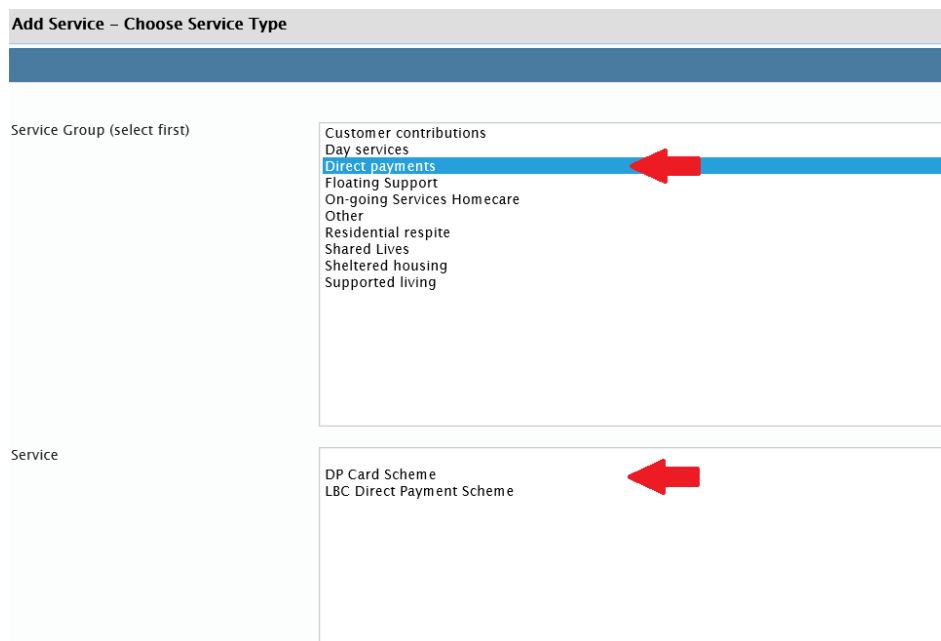 Add Service – Choose Service Type
Service Group (select first)
Customer contributions
Day services
Direct payments
Floating Support
On-going Services Homecare
Other
Residential respite
Shared Lives
Sheltered housing
Supported living
Service
DP Card Scheme
LBC Direct Payment Scheme